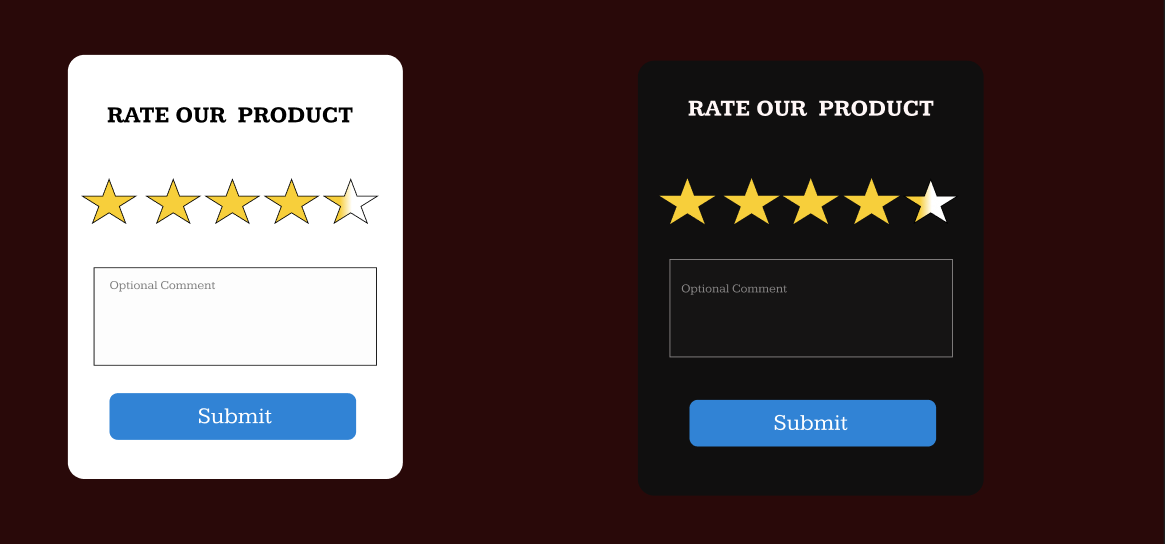 RATE OUR  PRODUCT
Optional Comment
Submit
RATE OUR  PRODUCT
Optional Comment
Submit